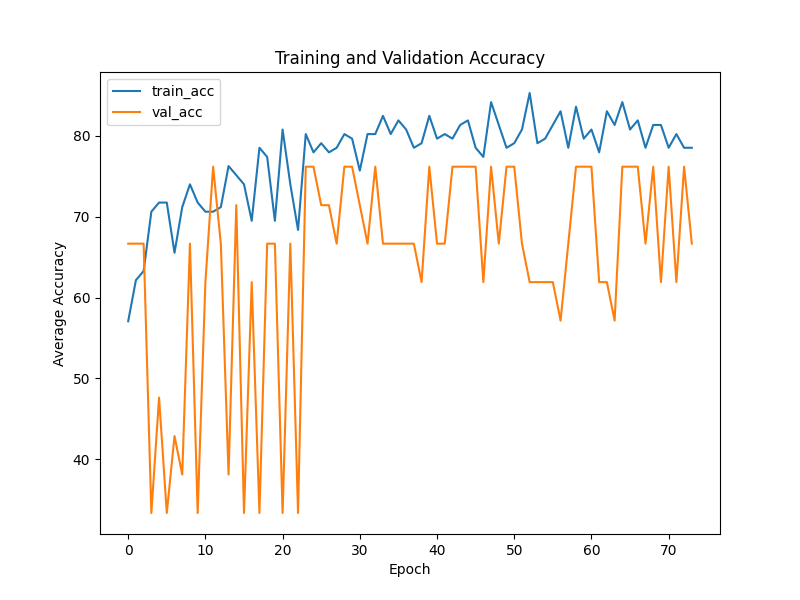 Training and Validation Accuracy
train_acc
val_acc
80
70
60
50
40
Average Accuracy
0 10 20 30 40 50 60 70
Epoch